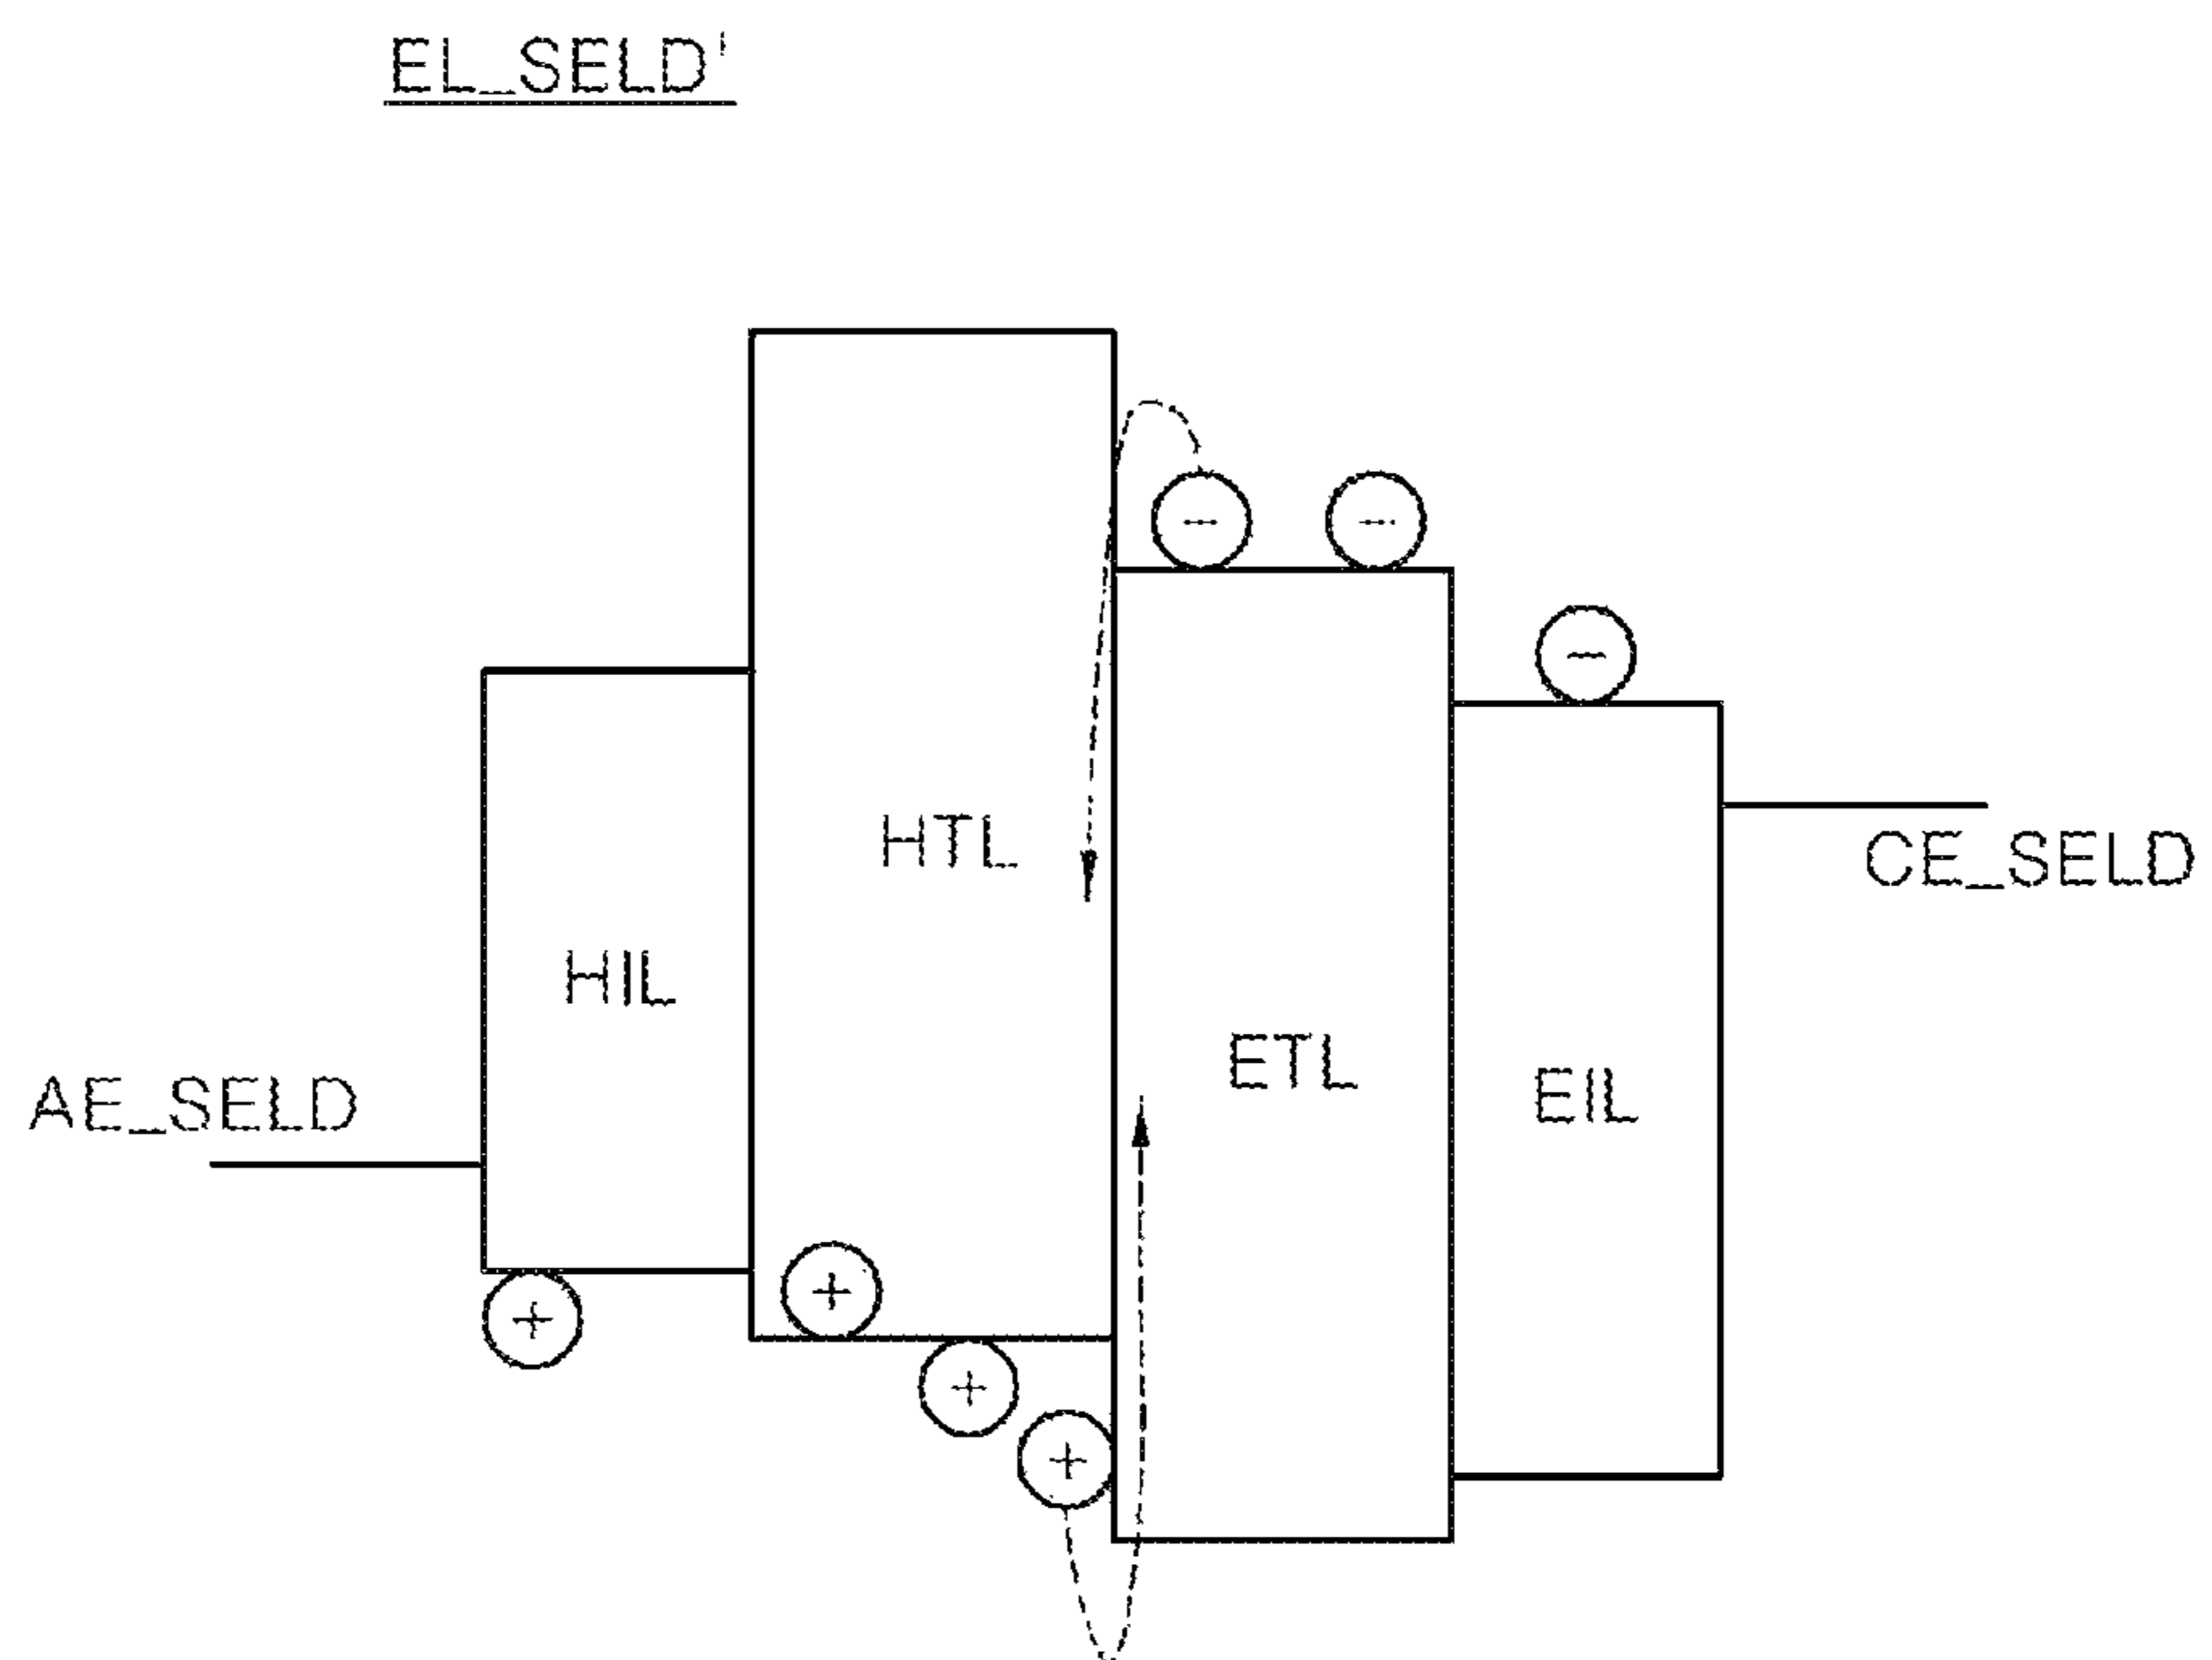 EL_SELD'
HTL
CE_SELD
HIL
ETL
EIL
AE_SELD
−
−
−
+
+
+
+